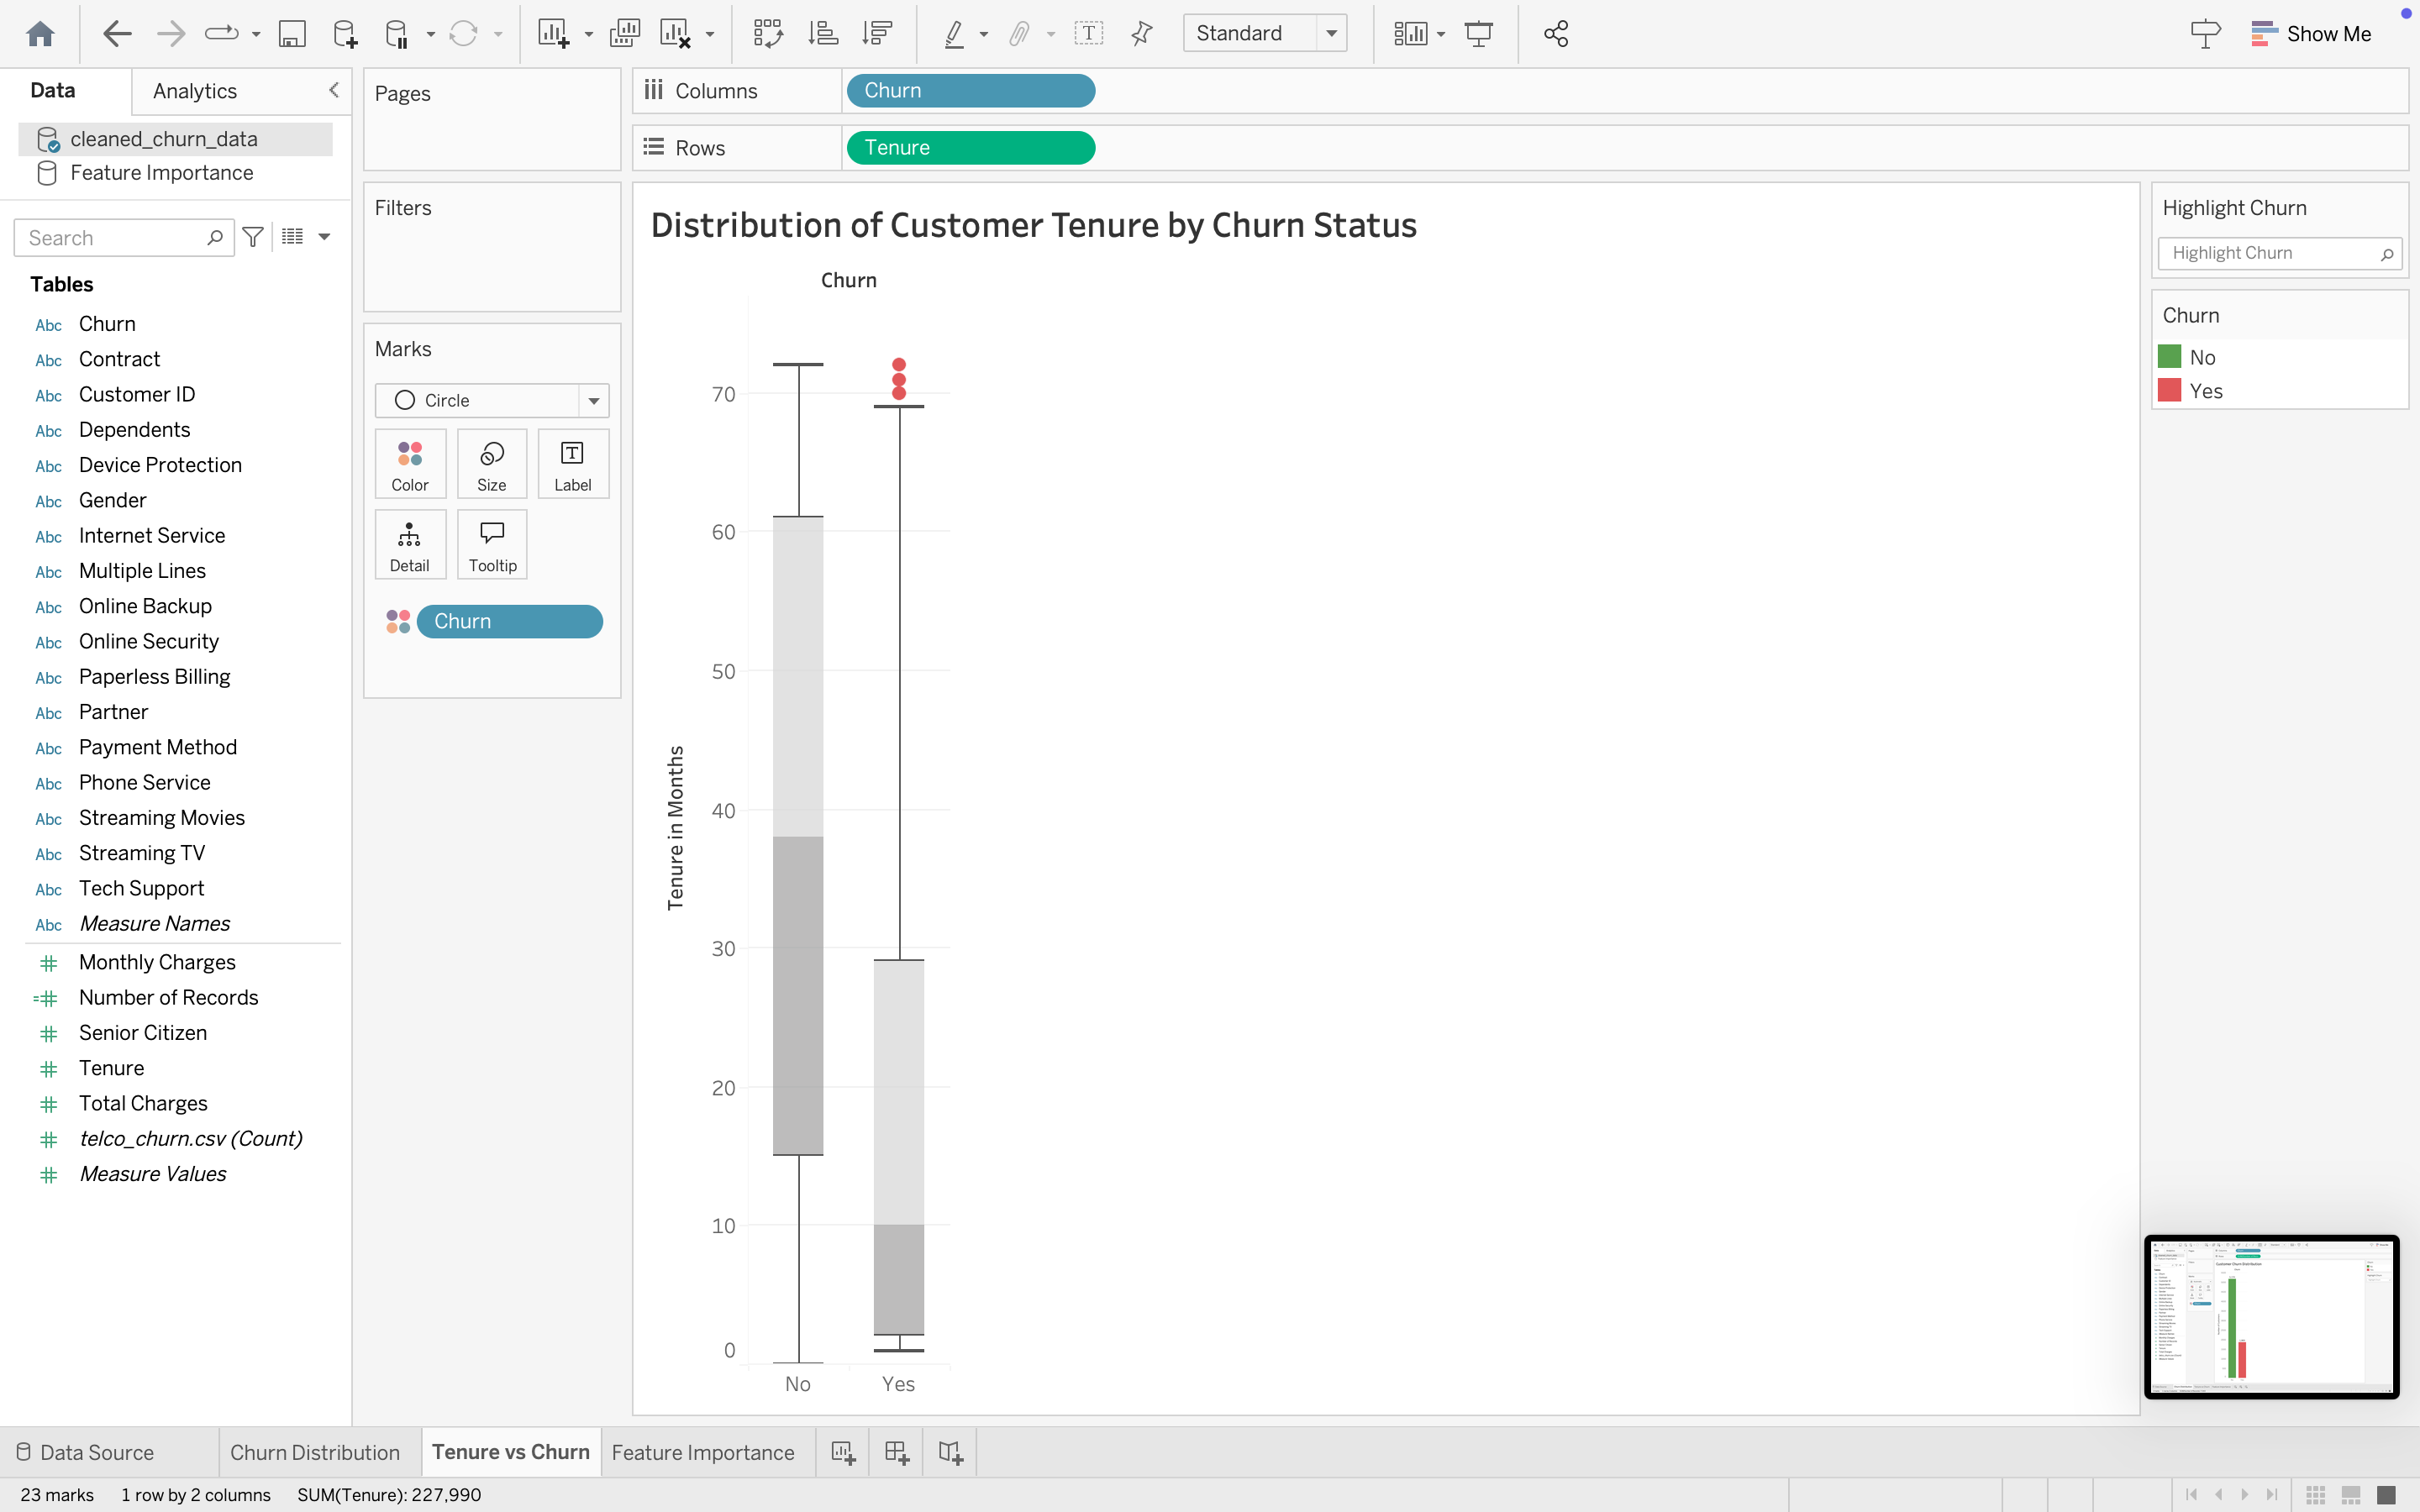 Standard
Show Me
Data
Analytics
cleaned_churn_data
Feature Importance
Search
Tables
Abc Churn
Abc Contract
Abc Customer ID
Abc Dependents
Abc Device Protection
Abc Gender
Abc Internet Service
Abc Multiple Lines
Abc Online Backup
Abc Online Security
Abc Paperless Billing
Abc Partner
Abc Payment Method
Abc Phone Service
Abc Streaming Movies
Abc Streaming TV
Abc Tech Support
Abc Measure Names
# Monthly Charges
=# Number of Records
# Senior Citizen
# Tenure
# Total Charges
# telco_churn.csv (Count)
# Measure Values
Pages
Filters
Marks
Circle
Color
Size
Label
Detail
Tooltip
Churn
Columns
Churn
Rows
Tenure
Distribution of Customer Tenure by Churn Status
Churn
Tenure in Months
70
60
50
40
30
20
10
0
No
Yes
Highlight Churn
Highlight Churn
Churn
No
Yes
Data Source
Churn Distribution
Tenure vs Churn
Feature Importance
23 marks
1 row by 2 columns
SUM(Tenure): 227,990